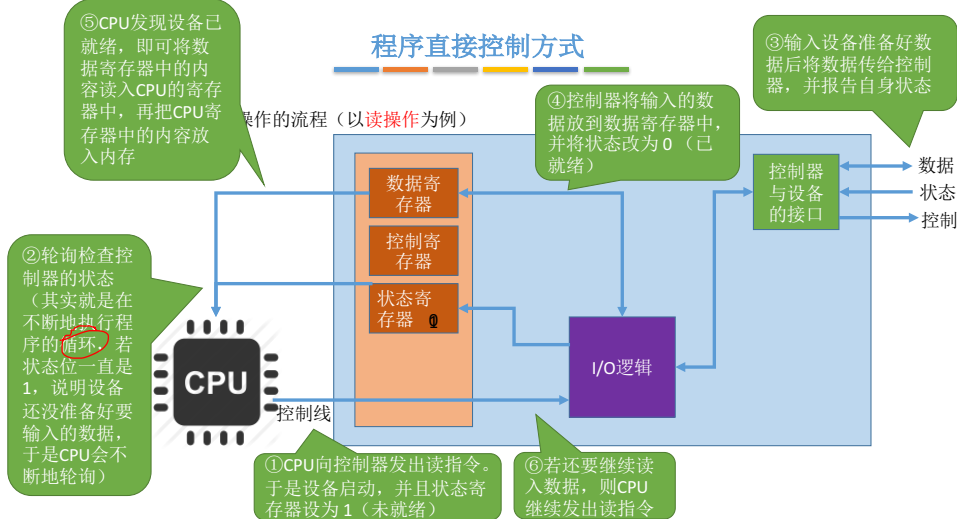 程序直接控制方式
操作的流程（以读操作为例）
⑤CPU发现设备已
就绪，即可将数
据寄存器中的内
容读入CPU的寄存
器中，再把CPU寄
存器中的内容放
入内存
③输入设备准备好数
据后将数据传给控制
器，并报告自身状态
④控制器将输入的数
据放到数据寄存器中，
并将状态改为0（已
就绪）
数据寄
存器
控制寄
存器
状态寄
存器
控制器
与设备
的接口
数据
状态
控制
②轮询检查控
制器的状态
（其实就是在
不断地执行程
序的循环，若
状态位一直是
1，说明设备
还没准备好要
输入的数据，
于是CPU会不
断地轮询）
CPU
I/O逻辑
控制线
①CPU向控制器发出读指令。
于是设备启动，并且状态寄
存器设为1（未就绪）
⑥若还要继续读
入数据，则CPU
继续发出读指令